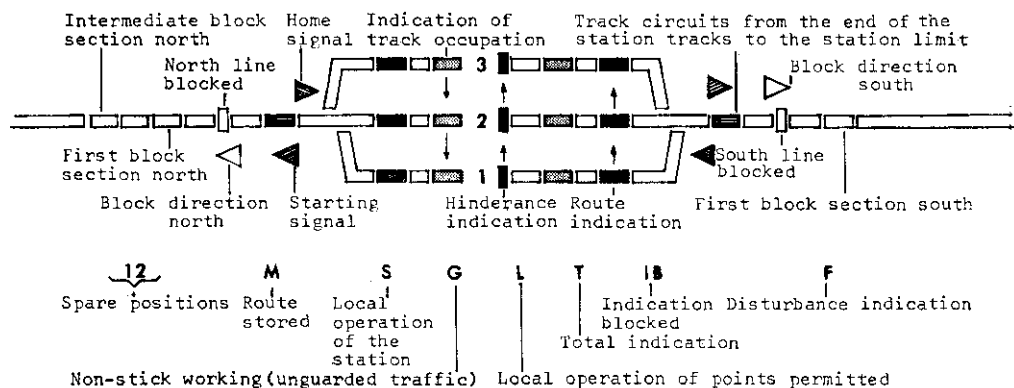 Intermediate block
section north
Home
signal
Indication of
track occupation
Track circuits from the end of the
station tracks to the station limit
North line
blocked
Block direction
south
3
2
1
First block
section north
South line
blocked
Block direction
north
Starting
signal
Hinderance
indication
Route
indication
First block section south
12 M S G L T IB F
Spare positions
Route
stored
Local
operation
of the
station
Indication
blocked
Disturbance indication
Total indication
Non-stick working (unguarded traffic)
Local operation of points permitted